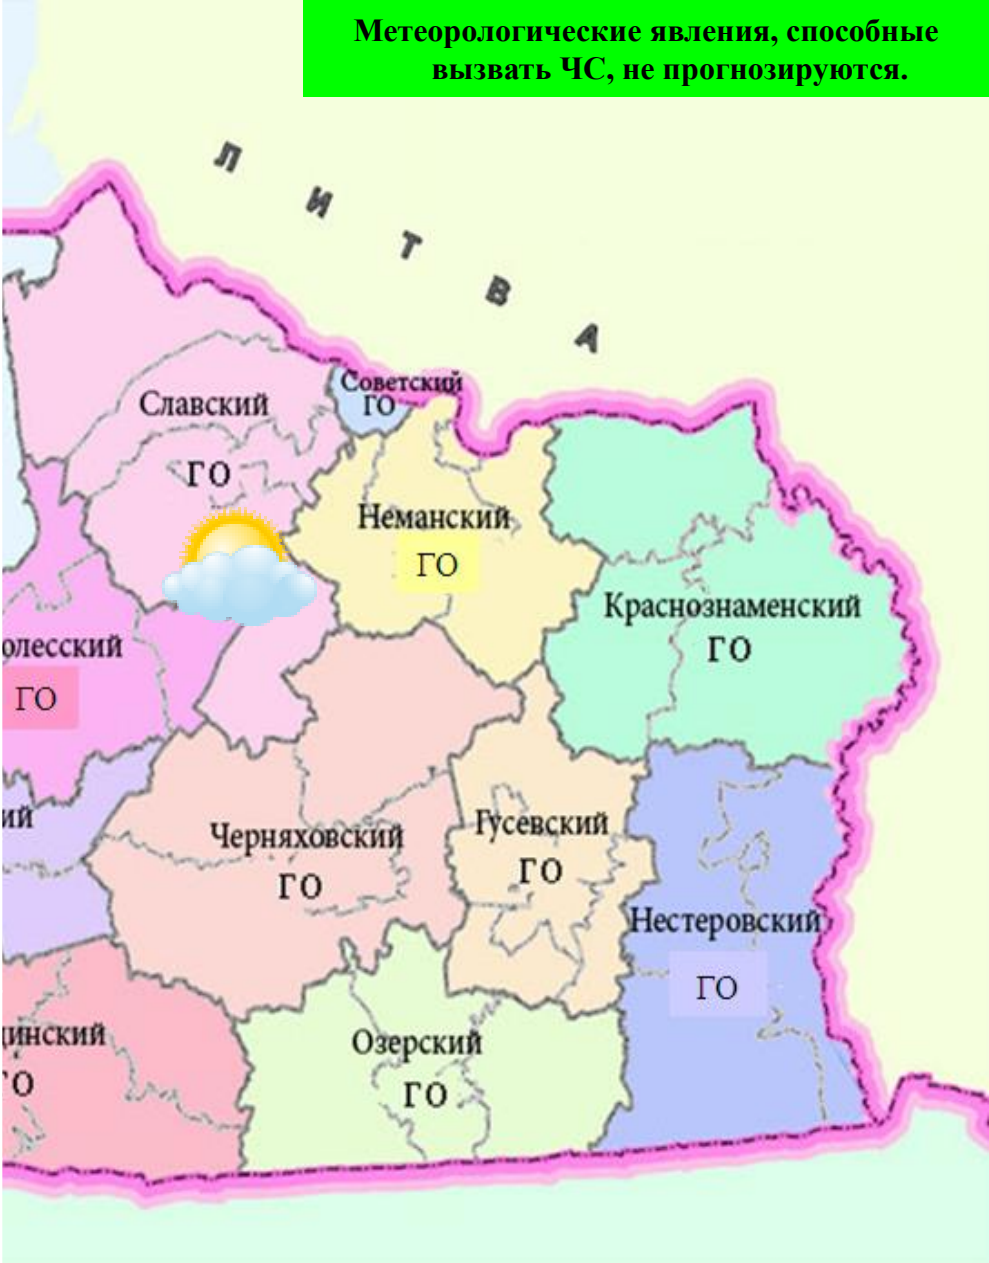 Метеорологические явления, способные
вызвать ЧС, не прогнозируются.
Л И Т В А
Советский
ГО
Славский
ГО
Неманский
ГО
Краснознаменский
ГО
олесский
ГО
ий
Черняховский
ГО
Гусевский
ГО
Нестеровский
ГО
динский
ГО
Озерский
ГО